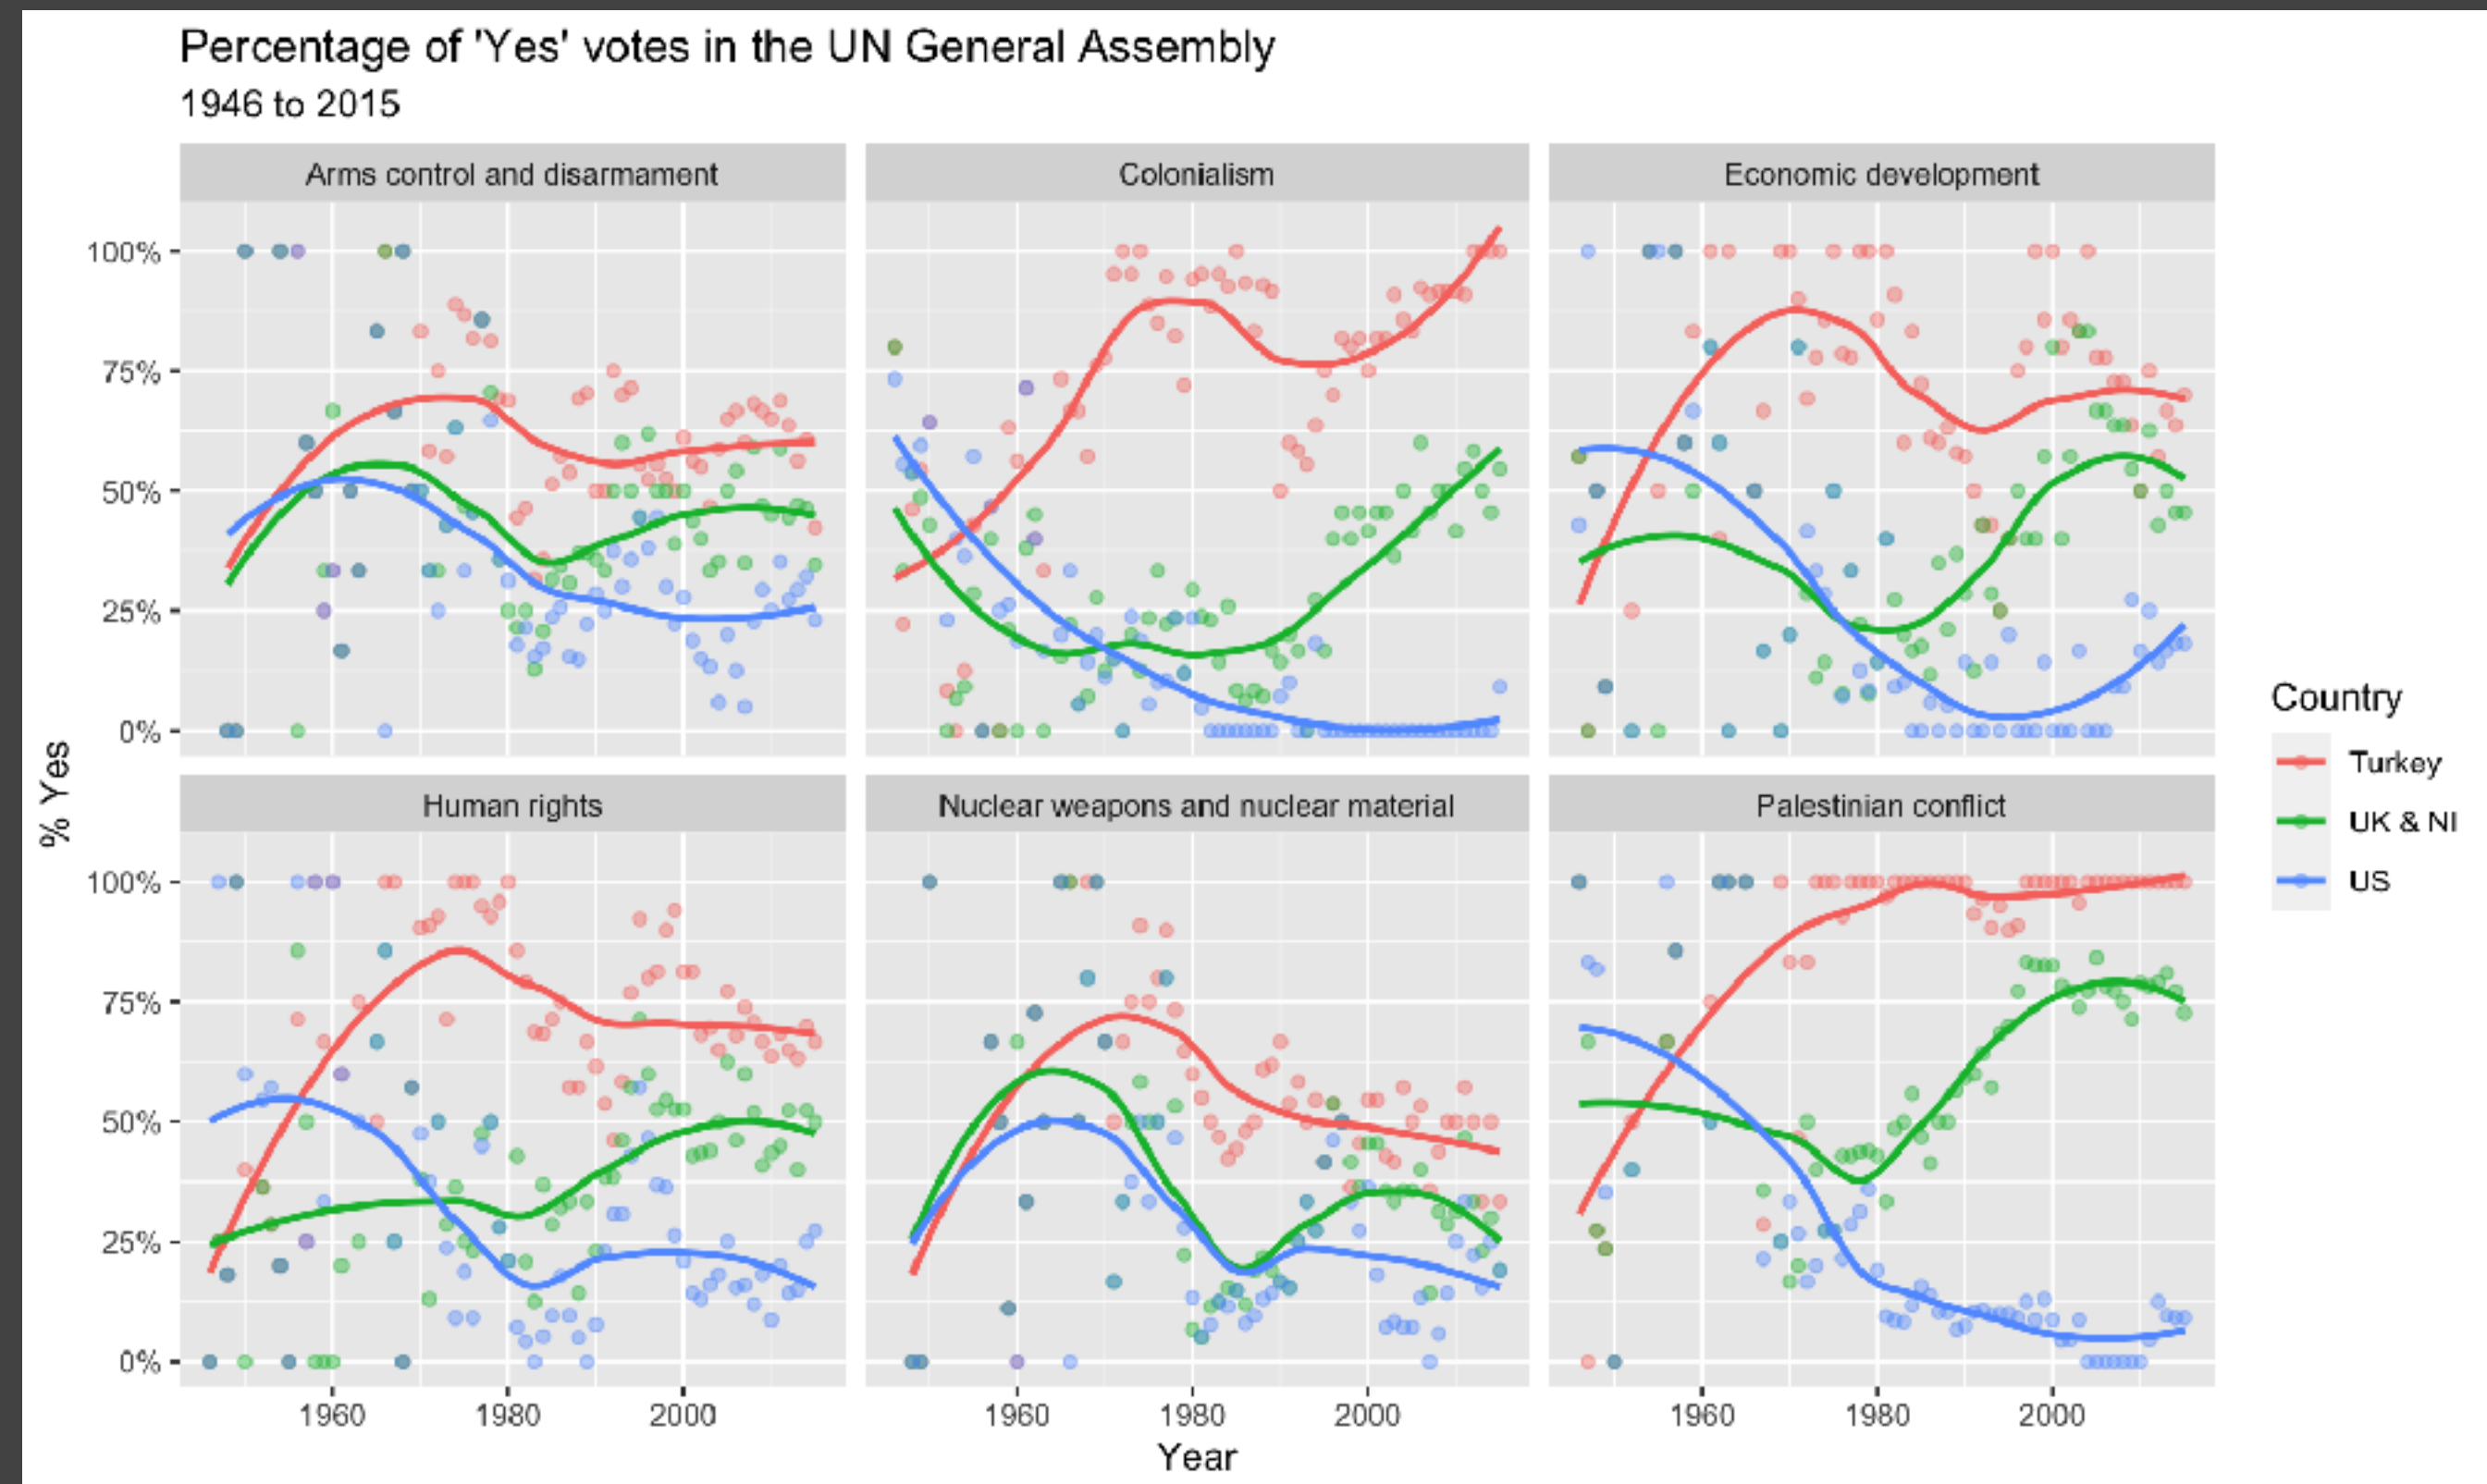 Percentage of 'Yes' votes in the UN General Assembly
1946 to 2015
Arms control and disarmament
Colonialism
Economic development
100%
75%
50%
25%
0%
% Yes
Human rights
Nuclear weapons and nuclear material
Palestinian conflict
100%
75%
50%
25%
0%
1960 1980 2000
1960 1980 2000
1960 1980 2000
Year
Country
Turkey
UK & NI
US